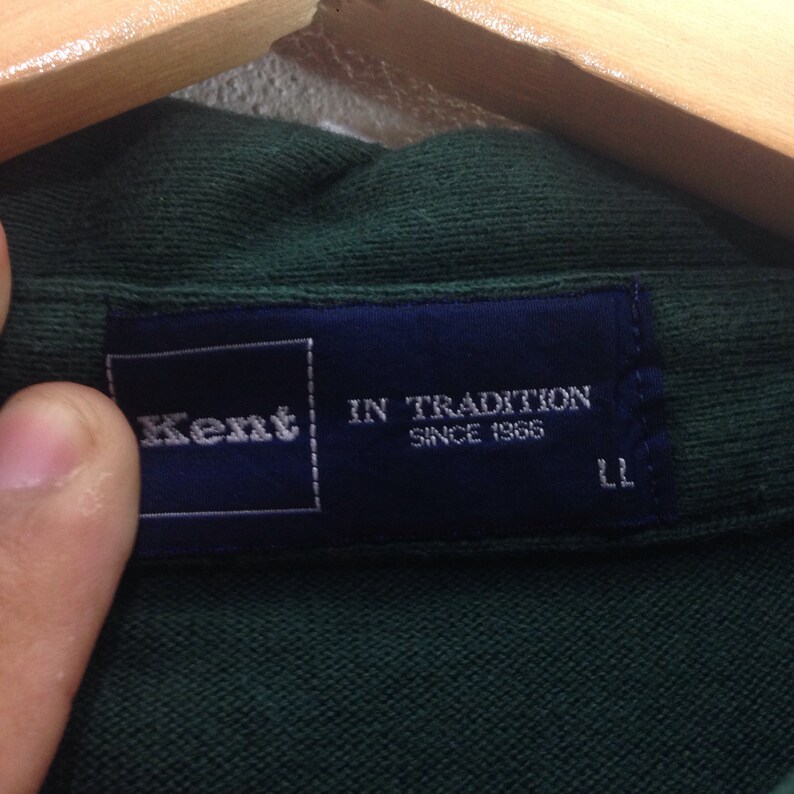 Kent
IN TRADITION
SINCE 1966
LL